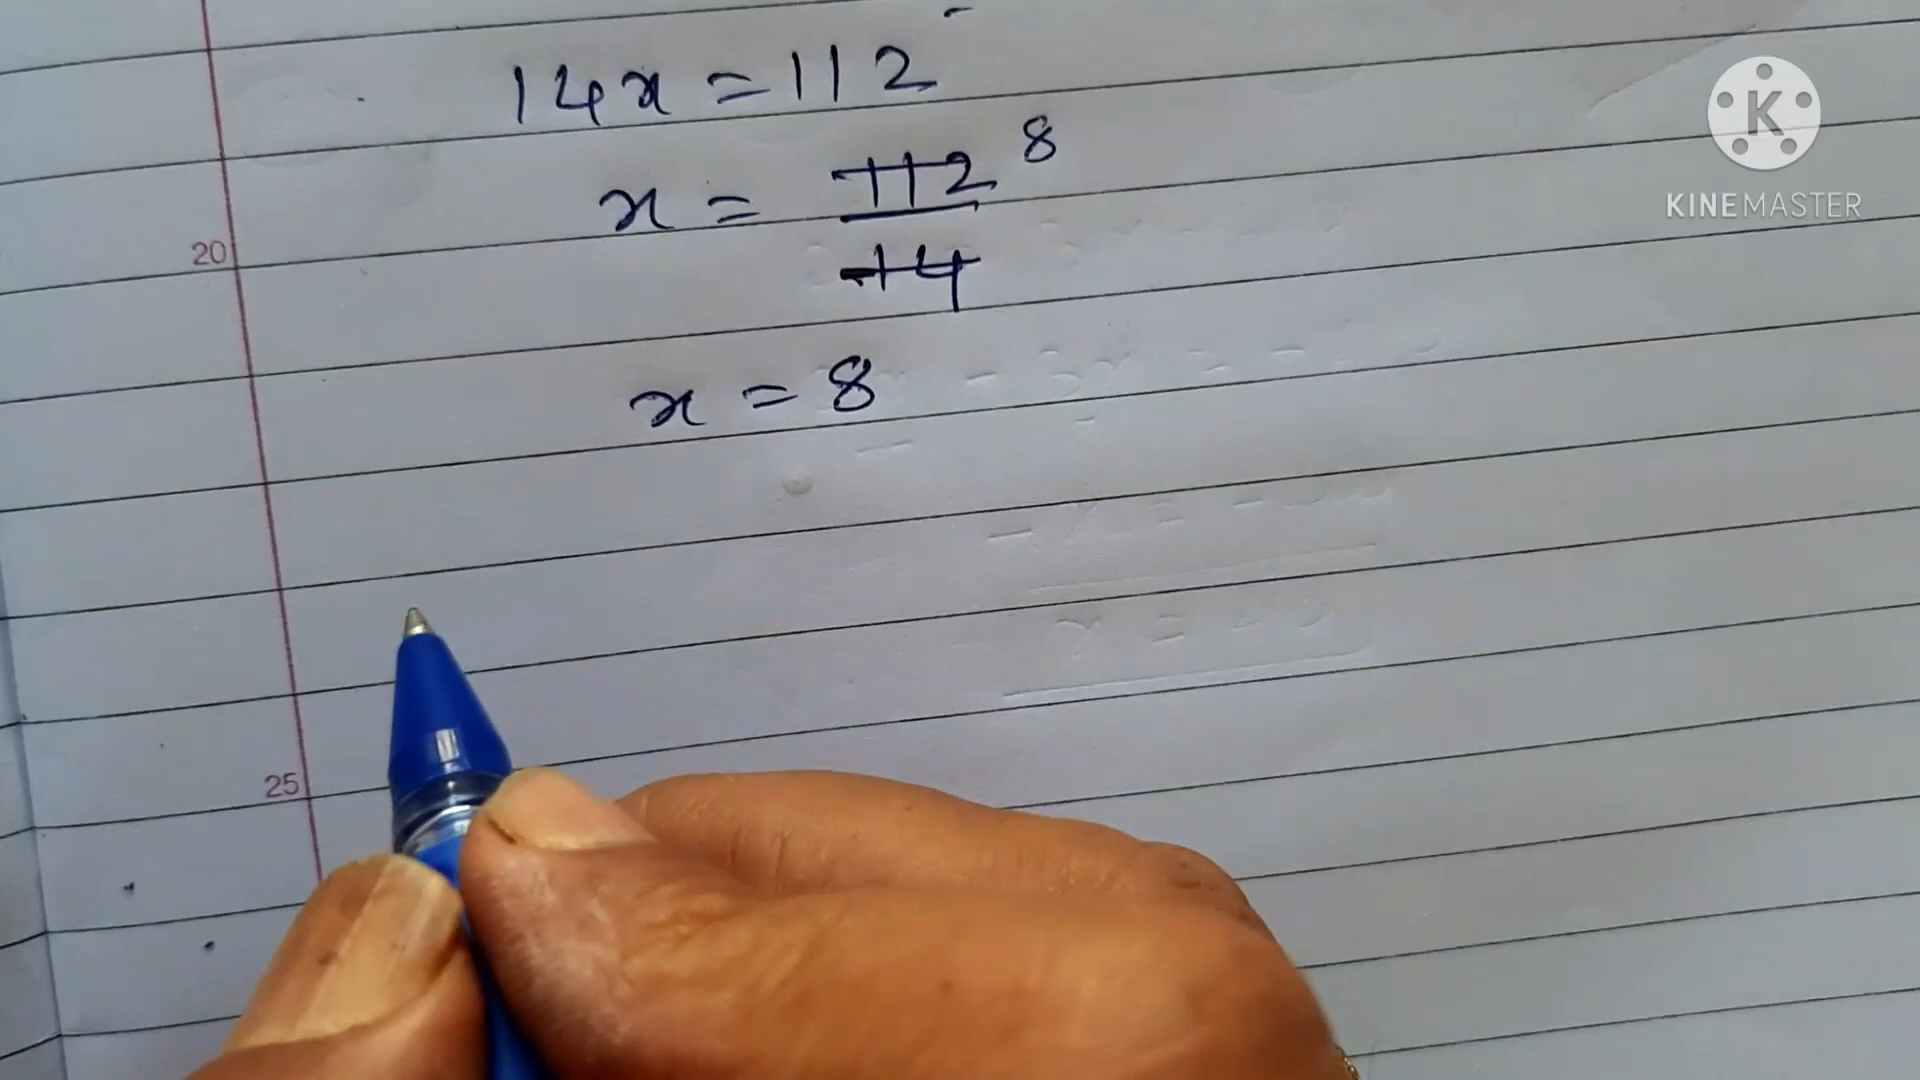 14x = 112
x = 112 8
14
x = 8
20
25
K
KINEMASTER